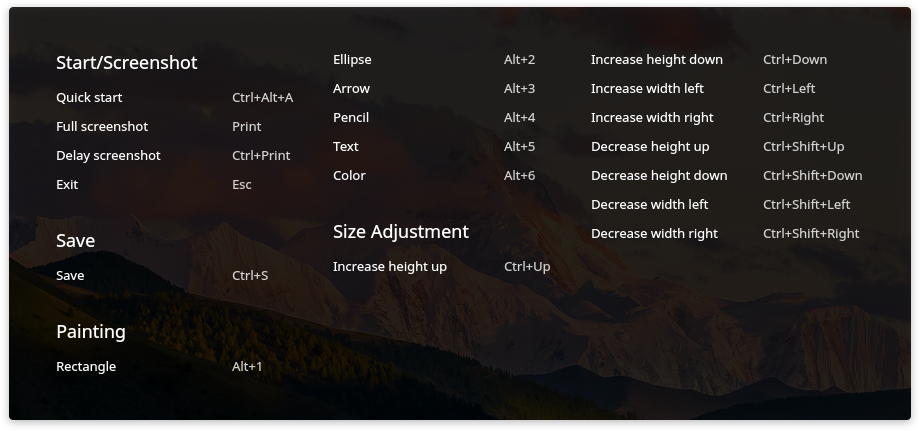 Start/Screenshot
Quick start Ctrl+Alt+A
Full screenshot Print
Delay screenshot Ctrl+Print
Exit Esc
Save
Save Ctrl+S
Painting
Rectangle Alt+1
Ellipse Alt+2
Arrow Alt+3
Pencil Alt+4
Text Alt+5
Color Alt+6
Size Adjustment
Increase height up Ctrl+Up
Increase height down Ctrl+Down
Increase width left Ctrl+Left
Increase width right Ctrl+Right
Decrease height up Ctrl+Shift+Up
Decrease height down Ctrl+Shift+Down
Decrease width left Ctrl+Shift+Left
Decrease width right Ctrl+Shift+Right